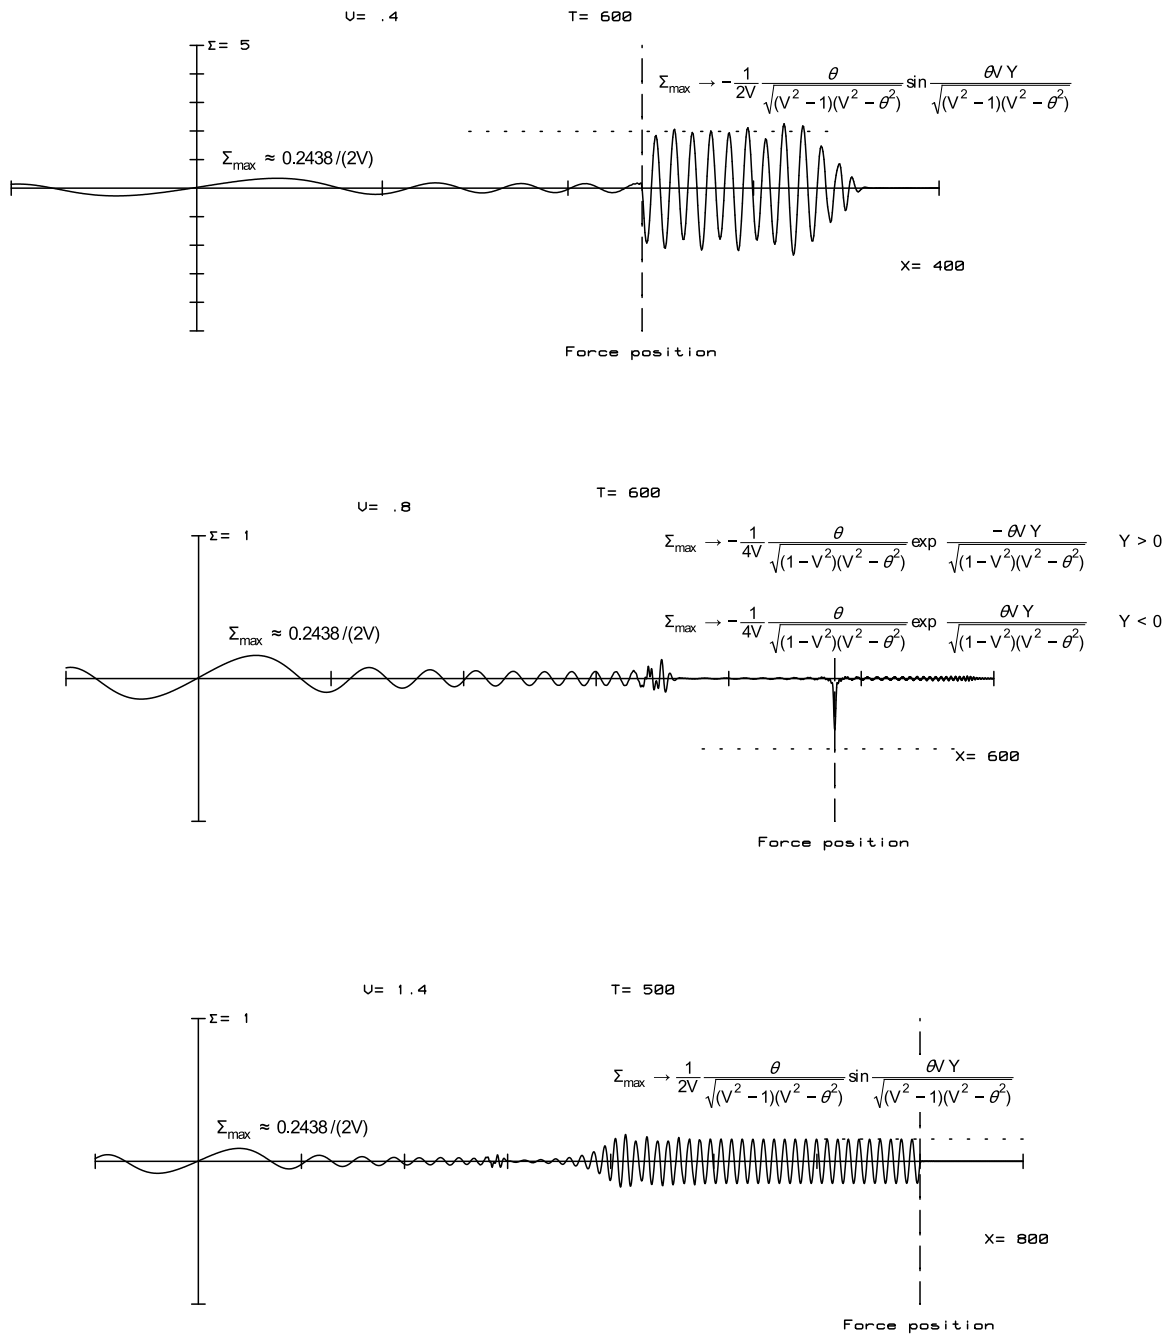 V= .4 T= 600
Σ= 5
Σmax → − 1/2V θ/√((V² − 1)(V² − θ²)) sin θV Y/√((V² − 1)(V² − θ²))
Σmax ≈ 0.2438/(2V)
X= 400
Force position
T= 600
V= .8
Σ= 1
Σmax → − 1/4V θ/√((1 − V²)(V² − θ²)) exp − θV Y/√((1 − V²)(V² − θ²)) Y > 0
Σmax → − 1/4V θ/√((1 − V²)(V² − θ²)) exp θV Y/√((1 − V²)(V² − θ²)) Y < 0
Σmax ≈ 0.2438/(2V)
X= 600
Force position
V= 1.4 T= 500
Σ= 1
Σmax → 1/2V θ/√((V² − 1)(V² − θ²)) sin θV Y/√((V² − 1)(V² − θ²))
Σmax ≈ 0.2438/(2V)
X= 800
Force position